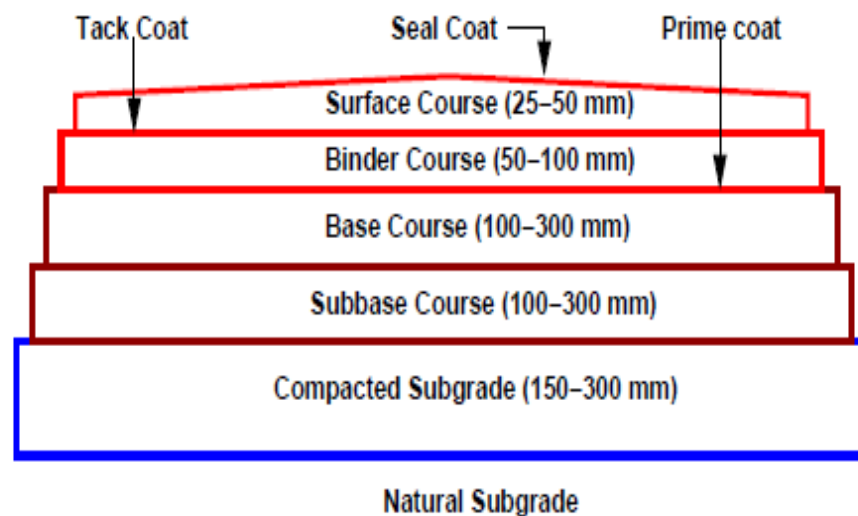 Tack Coat Seal Coat Prime coat
Surface Course (25–50 mm)
Binder Course (50–100 mm)
Base Course (100–300 mm)
Subbase Course (100–300 mm)
Compacted Subgrade (150–300 mm)
Natural Subgrade